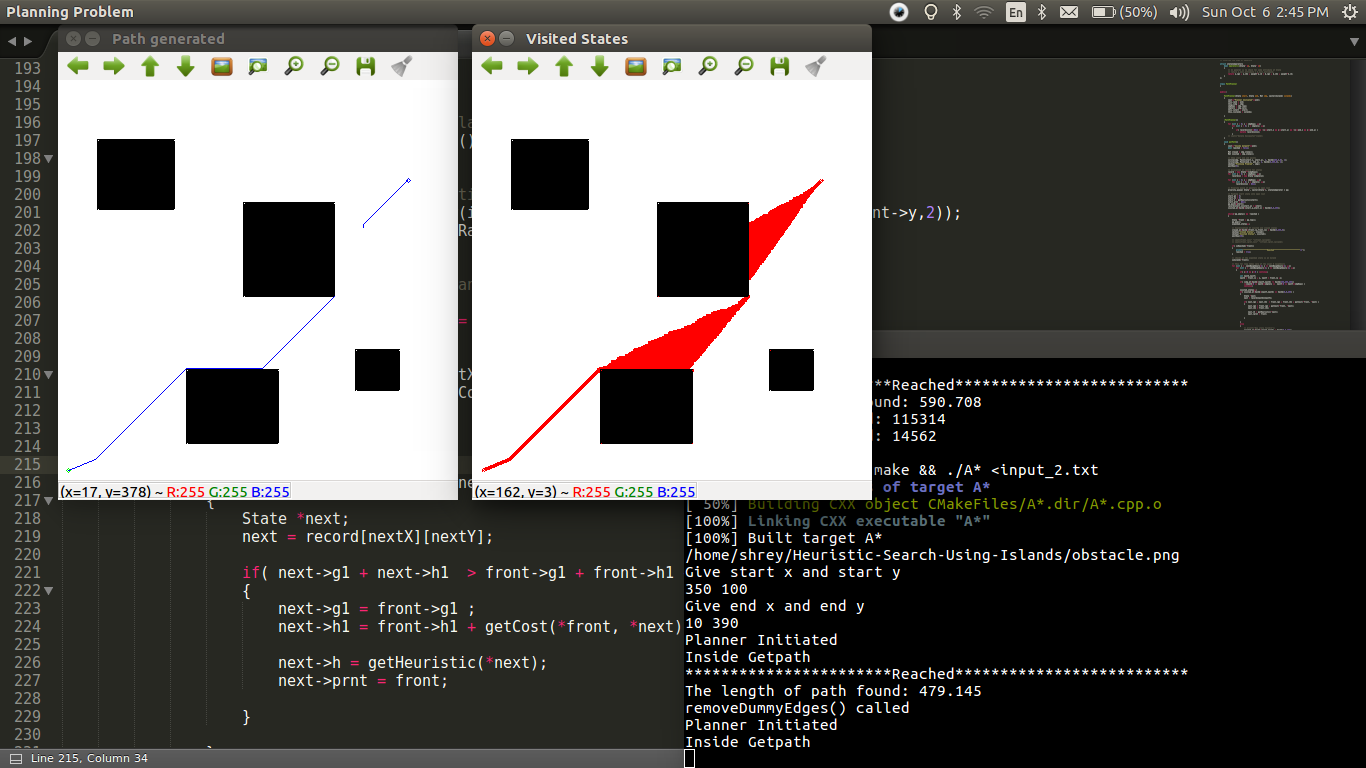 Planning Problem
En
(50%)
Sun Oct 6 2:45 PM
Path generated
Visited States
193
194
195
196
197
198
199
200
201
202
203
204
205
206
207
208
209
210
211
212
213
214
215
216
217
218
219
220
221
222
223
224
225
226
227
228
229
230
nt->y,2));
(x=17, y=378) ~ R:255 G:255 B:255
(x=162, y=3) ~ R:255 G:255 B:255
{
State *next;
next = record[nextX][nextY];
if( next->g1 + next->h1 > front->g1 + front->h1
{
next->g1 = front->g1 ;
next->h1 = front->h1 + getCost(*front, *next)
next->h = getHeuristic(*next);
next->prnt = front;
}
Line 215, Column 34
**Reached**************************
und: 590.708
: 115314
: 14562
make && ./A* <input_2.txt
of target A*
[ 50%] Building CXX object CMakeFiles/A*.dir/A*.cpp.o
[100%] Linking CXX executable "A*"
[100%] Built target A*
/home/shrey/Heuristic-Search-Using-Islands/obstacle.png
Give start x and start y
350 100
Give end x and end y
10 390
Planner Initiated
Inside Getpath
***********************Reached**************************
The length of path found: 479.145
removeDummyEdges() called
Planner Initiated
Inside Getpath